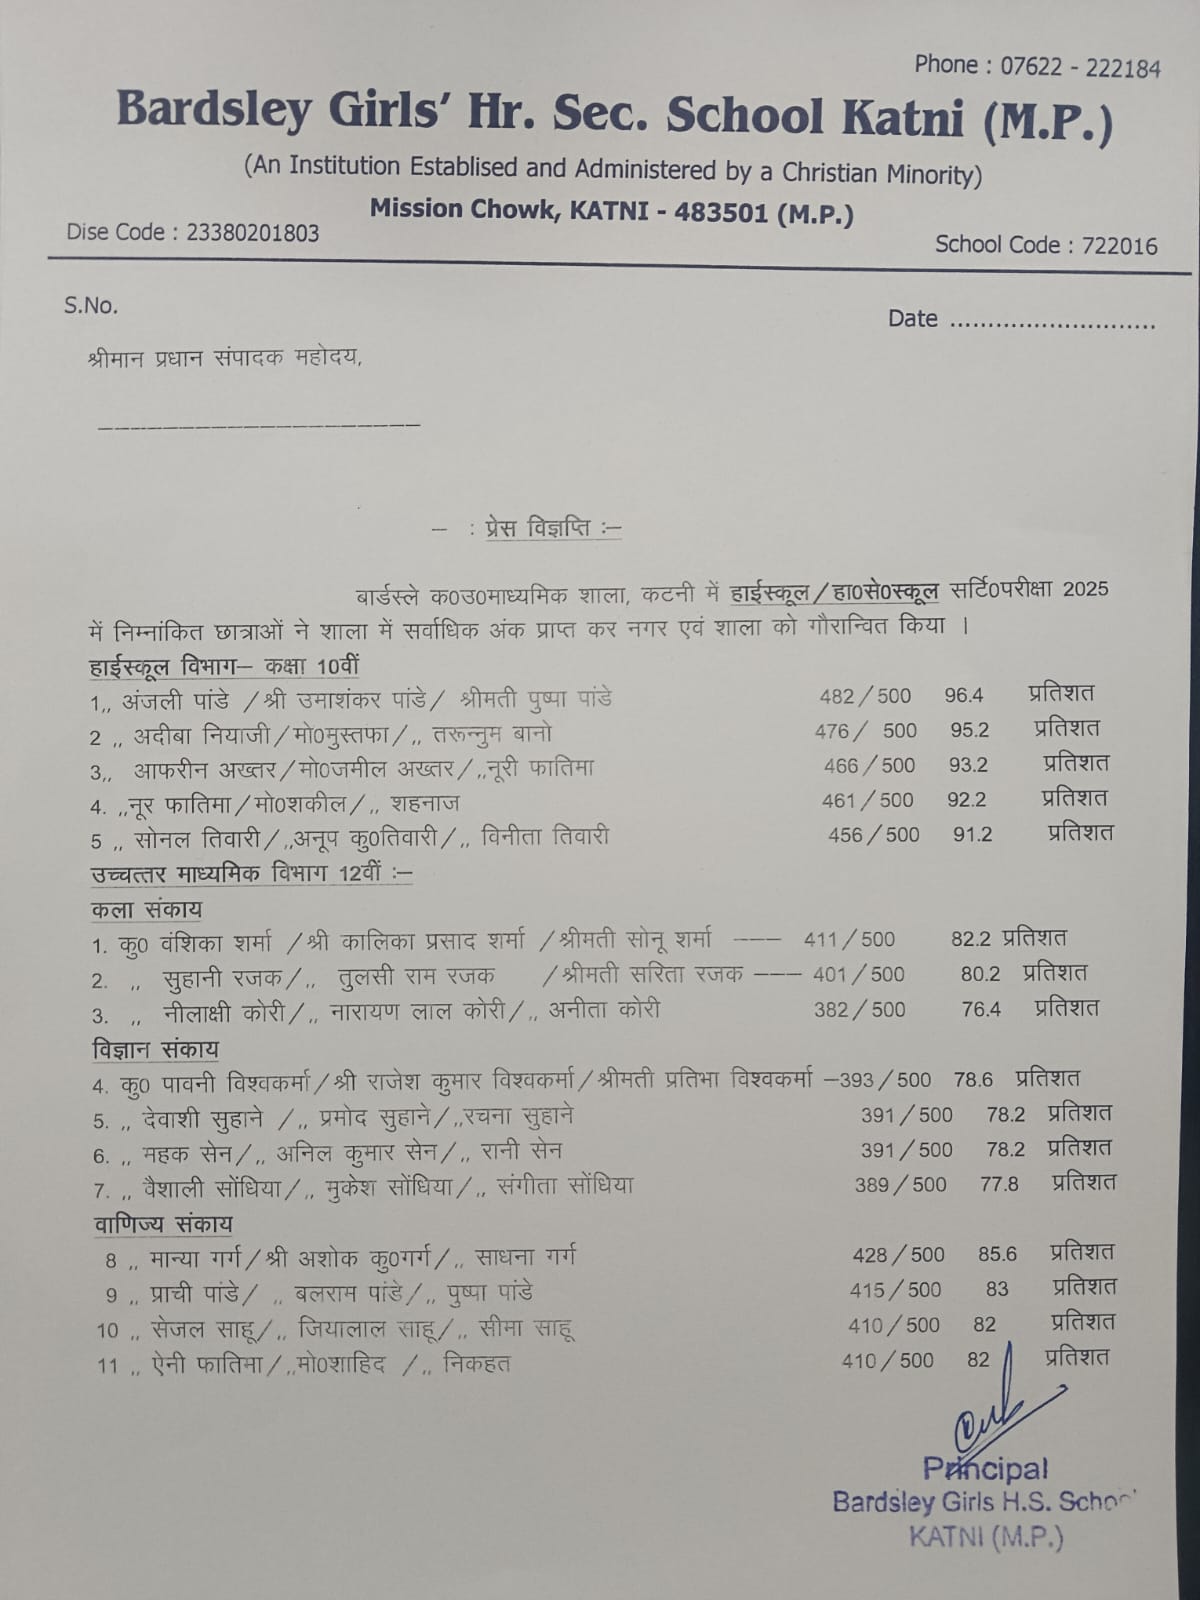 Phone : 07622 - 222184
Bardsley Girls' Hr. Sec. School Katni (M.P.)
(An Institution Establised and Administered by a Christian Minority)
Mission Chowk, KATNI - 483501 (M.P.)
Dise Code : 23380201803 School Code : 722016
S.No. Date ............................
श्रीमान प्रधान संपादक महोदय,
____________________
– : प्रेस विज्ञप्ति :–
बार्डस्ले क0उ0माध्यमिक शाला, कटनी में हाईस्कूल/हा0से0स्कूल सर्टि0परीक्षा 2025
में निम्नांकित छात्राओं ने शाला में सर्वाधिक अंक प्राप्त कर नगर एवं शाला को गौरान्वित किया ।
हाईस्कूल विभाग– कक्षा 10वीं
1,, अंजली पांडे /श्री उमाशंकर पांडे/ श्रीमती पुष्पा पांडे 482/500 96.4 प्रतिशत
2 ,, अदीबा नियाजी/मो0मुस्तफा/,, तरून्नुम बानो 476/ 500 95.2 प्रतिशत
3,, आफरीन अख्तर/मो0जमील अख्तर/,,नूरी फातिमा 466/500 93.2 प्रतिशत
4. ,,नूर फातिमा/मो0शकील/,, शहनाज 461/500 92.2 प्रतिशत
5 ,, सोनल तिवारी/,,अनूप कु0तिवारी/,, विनीता तिवारी 456/500 91.2 प्रतिशत
उच्चत्तर माध्यमिक विभाग 12वीं :–
कला संकाय
1. कु0 वंशिका शर्मा /श्री कालिका प्रसाद शर्मा /श्रीमती सोनू शर्मा ––– 411/500 82.2 प्रतिशत
2. ,, सुहानी रजक/,, तुलसी राम रजक /श्रीमती सरिता रजक ––– 401/500 80.2 प्रतिशत
3. ,, नीलाक्षी कोरी/,, नारायण लाल कोरी/,, अनीता कोरी 382/500 76.4 प्रतिशत
विज्ञान संकाय
4. कु0 पावनी विश्वकर्मा/श्री राजेश कुमार विश्वकर्मा/श्रीमती प्रतिभा विश्वकर्मा –393/500 78.6 प्रतिशत
5. ,, देवाशी सुहाने /,, प्रमोद सुहाने/,,रचना सुहाने 391/500 78.2 प्रतिशत
6. ,, महक सेन/,, अनिल कुमार सेन/,, रानी सेन 391/500 78.2 प्रतिशत
7. ,, वैशाली सोंधिया/,, मुकेश सोंधिया/,, संगीता सोंधिया 389/500 77.8 प्रतिशत
वाणिज्य संकाय
8 ,, मान्या गर्ग/श्री अशोक कु0गर्ग/,, साधना गर्ग 428/500 85.6 प्रतिशत
9 ,, प्राची पांडे/ ,, बलराम पांडे/,, पुष्पा पांडे 415/500 83 प्रतिशत
10 ,, सेजल साहू/,, जियालाल साहू/,, सीमा साहू 410/500 82 प्रतिशत
11 ,, ऐनी फातिमा/,,मो0शाहिद /,, निकहत 410/500 82 प्रतिशत
Principal
Bardsley Girls H.S. School
KATNI (M.P.)